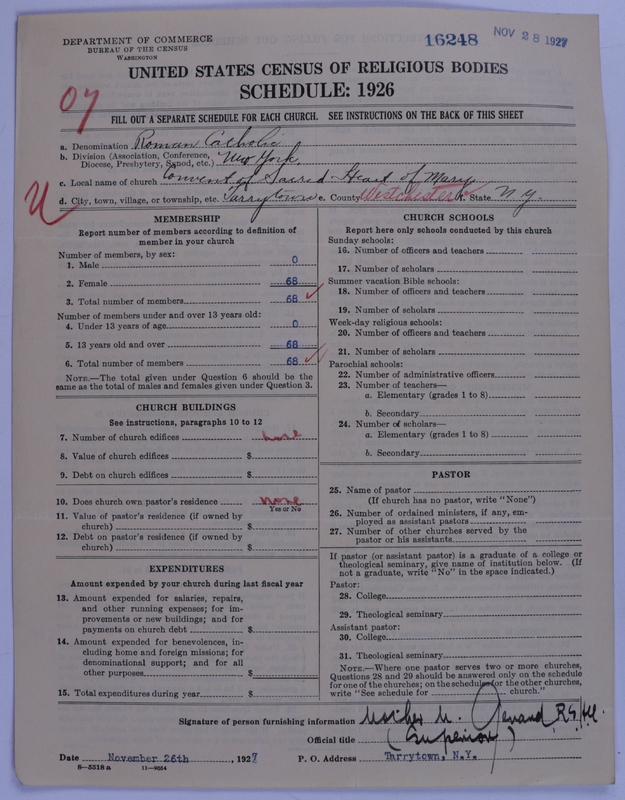 DEPARTMENT OF COMMERCE
BUREAU OF THE CENSUS
WASHINGTON
16248
NOV 28 1927
UNITED STATES CENSUS OF RELIGIOUS BODIES
SCHEDULE: 1926
07
FILL OUT A SEPARATE SCHEDULE FOR EACH CHURCH. SEE INSTRUCTIONS ON THE BACK OF THIS SHEET
a. Denomination Roman Catholic
b. Division (Association, Conference, Diocese, Presbytery, Synod, etc.) New York
c. Local name of church Convent of Sacred Heart of Mary
d. City, town, village, or township, etc. Tarrytown e. County Westchester f. State N.Y.
MEMBERSHIP
Report number of members according to definition of
member in your church
Number of members, by sex:
1. Male 0
2. Female 68
3. Total number of members 68
Number of members under and over 13 years old:
4. Under 13 years of age 0
5. 13 years old and over 68
6. Total number of members 68
NOTE.—The total given under Question 6 should be the
same as the total of males and females given under Question 3.
CHURCH BUILDINGS
See instructions, paragraphs 10 to 12
7. Number of church edifices none
8. Value of church edifices $
9. Debt on church edifices $
10. Does church own pastor's residence none
Yes or No
11. Value of pastor's residence (if owned by
church) $
12. Debt on pastor's residence (if owned by
church) $
EXPENDITURES
Amount expended by your church during last fiscal year
13. Amount expended for salaries, repairs,
and other running expenses; for im-
provements or new buildings; and for
payments on church debt $
14. Amount expended for benevolences, in-
cluding home and foreign missions; for
denominational support; and for all
other purposes $
15. Total expenditures during year $
CHURCH SCHOOLS
Report here only schools conducted by this church
Sunday schools:
16. Number of officers and teachers
17. Number of scholars
Summer vacation Bible schools:
18. Number of officers and teachers
19. Number of scholars
Week-day religious schools:
20. Number of officers and teachers
21. Number of scholars
Parochial schools:
22. Number of administrative officers
23. Number of teachers—
a. Elementary (grades 1 to 8)
b. Secondary
24. Number of scholars—
a. Elementary (grades 1 to 8)
b. Secondary
PASTOR
25. Name of pastor
(If church has no pastor, write "None")
26. Number of ordained ministers, if any, em-
ployed as assistant pastors
27. Number of other churches served by the
pastor or his assistants
If pastor (or assistant pastor) is a graduate of a college or
theological seminary, give name of institution below. (If
not a graduate, write "No" in the space indicated.)
Pastor:
28. College
29. Theological seminary
Assistant pastor:
30. College
31. Theological seminary
NOTE.—Where one pastor serves two or more churches,
Questions 28 and 29 should be answered only on the schedule
for one of the churches; on the schedules for the other churches,
write "See schedule for church."
Signature of person furnishing information Mother M. R.S.H.M.
Official title (Superior)
Date November 26th, 1927 P. O. Address Tarrytown, N.Y.
8—5518 a 11—9554